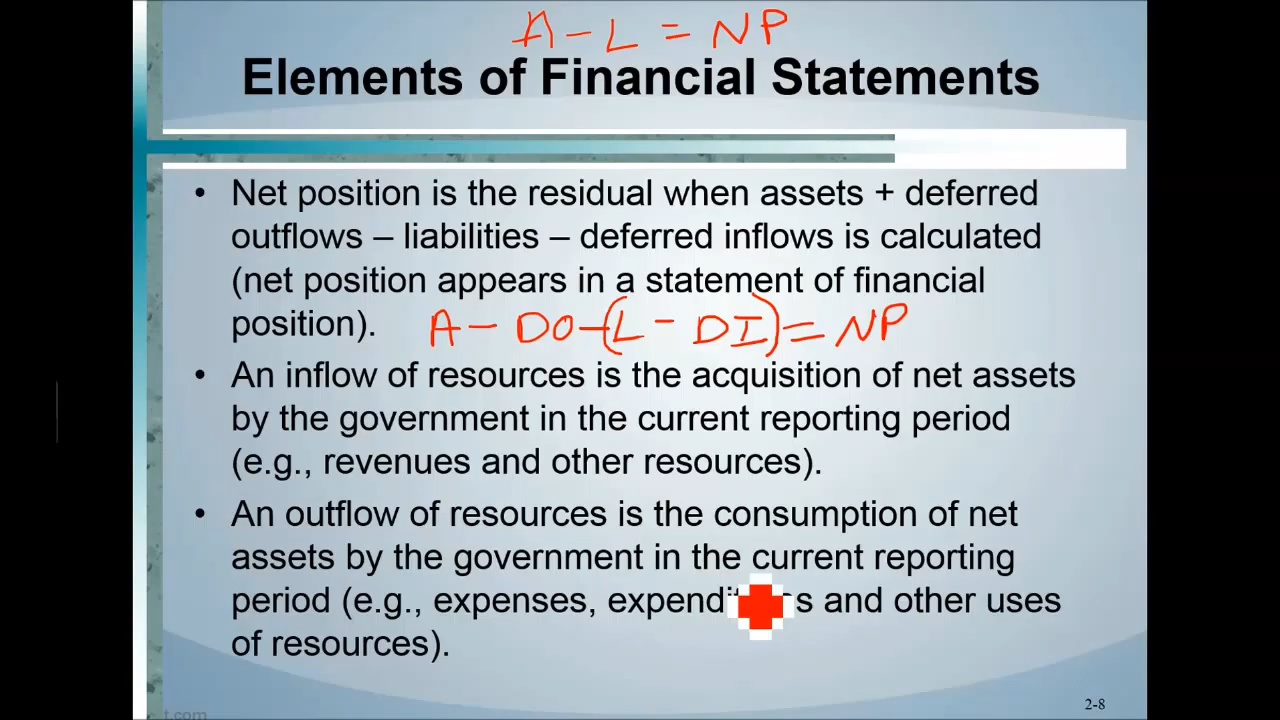 A - L = NP
Elements of Financial Statements
• Net position is the residual when assets + deferred
outflows – liabilities – deferred inflows is calculated
(net position appears in a statement of financial
position). A - DO - (L - DI) = NP
• An inflow of resources is the acquisition of net assets
by the government in the current reporting period
(e.g., revenues and other resources).
• An outflow of resources is the consumption of net
assets by the government in the current reporting
period (e.g., expenses, and other uses
of resources).
2-8
t.com